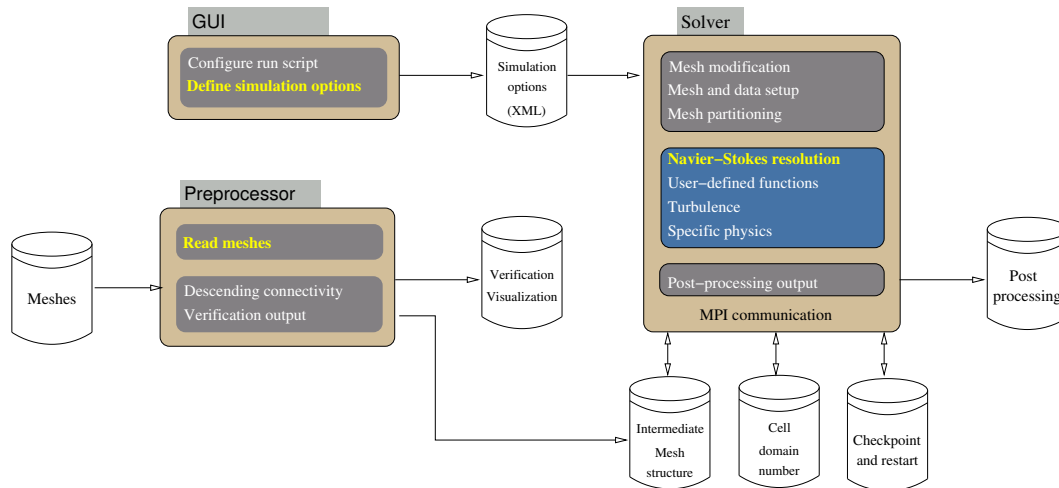 GUI
Configure run script
Define simulation options
Simulation
options
(XML)
Solver
Mesh modification
Mesh and data setup
Mesh partitioning
Navier−Stokes resolution
User−defined functions
Turbulence
Specific physics
Post−processing output
MPI communication
Preprocessor
Read meshes
Descending connectivity
Verification output
Meshes
Verification
Visualization
Post
processing
Intermediate
Mesh
structure
Cell
domain
number
Checkpoint
and restart